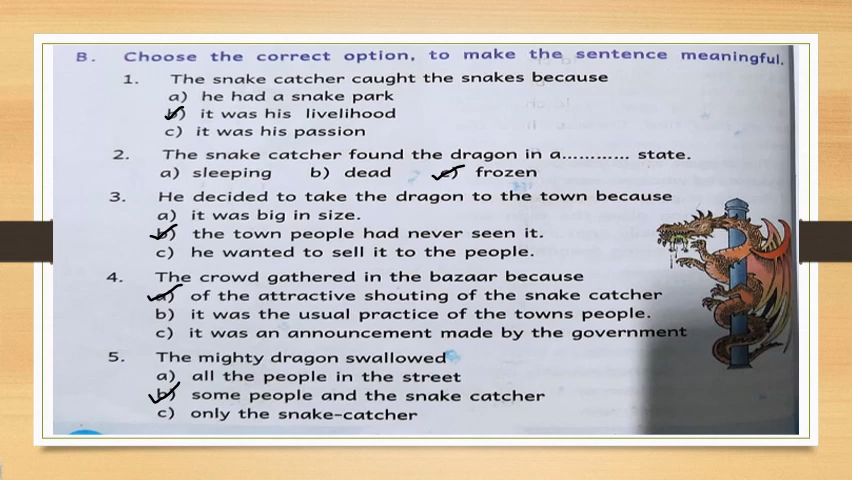 B. Choose the correct option, to make the sentence meaningful.
1. The snake catcher caught the snakes because
a) he had a snake park
b) it was his livelihood
c) it was his passion
2. The snake catcher found the dragon in a............ state.
a) sleeping b) dead c) frozen
3. He decided to take the dragon to the town because
a) it was big in size.
b) the town people had never seen it.
c) he wanted to sell it to the people.
4. The crowd gathered in the bazaar because
a) of the attractive shouting of the snake catcher
b) it was the usual practice of the towns people.
c) it was an announcement made by the government
5. The mighty dragon swallowed
a) all the people in the street
b) some people and the snake catcher
c) only the snake-catcher